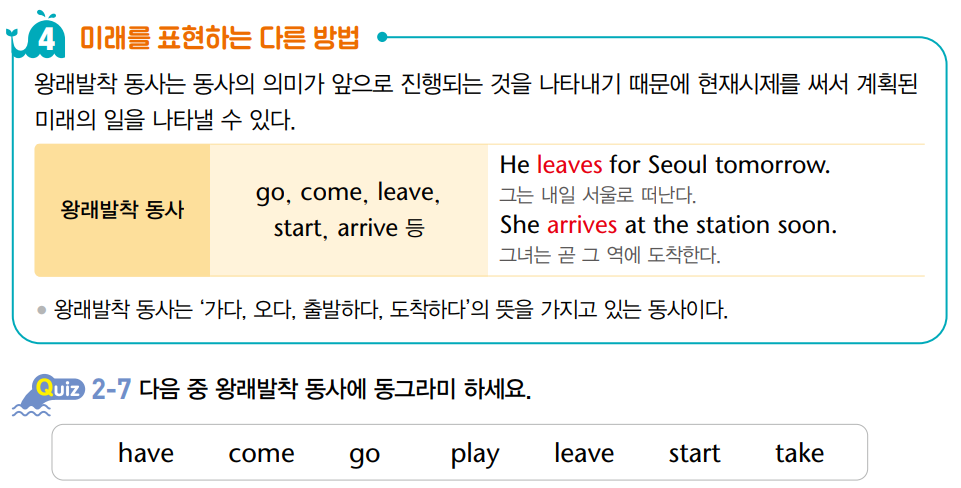 4 미래를 표현하는 다른 방법
왕래발착 동사는 동사의 의미가 앞으로 진행되는 것을 나타내기 때문에 현재시제를 써서 계획된
미래의 일을 나타낼 수 있다.
왕래발착 동사
go, come, leave,
start, arrive 등
He leaves for Seoul tomorrow.
그는 내일 서울로 떠난다.
She arrives at the station soon.
그녀는 곧 그 역에 도착한다.
● 왕래발착 동사는 ‘가다, 오다, 출발하다, 도착하다’의 뜻을 가지고 있는 동사이다.
Quiz 2-7 다음 중 왕래발착 동사에 동그라미 하세요.
have come go play leave start take